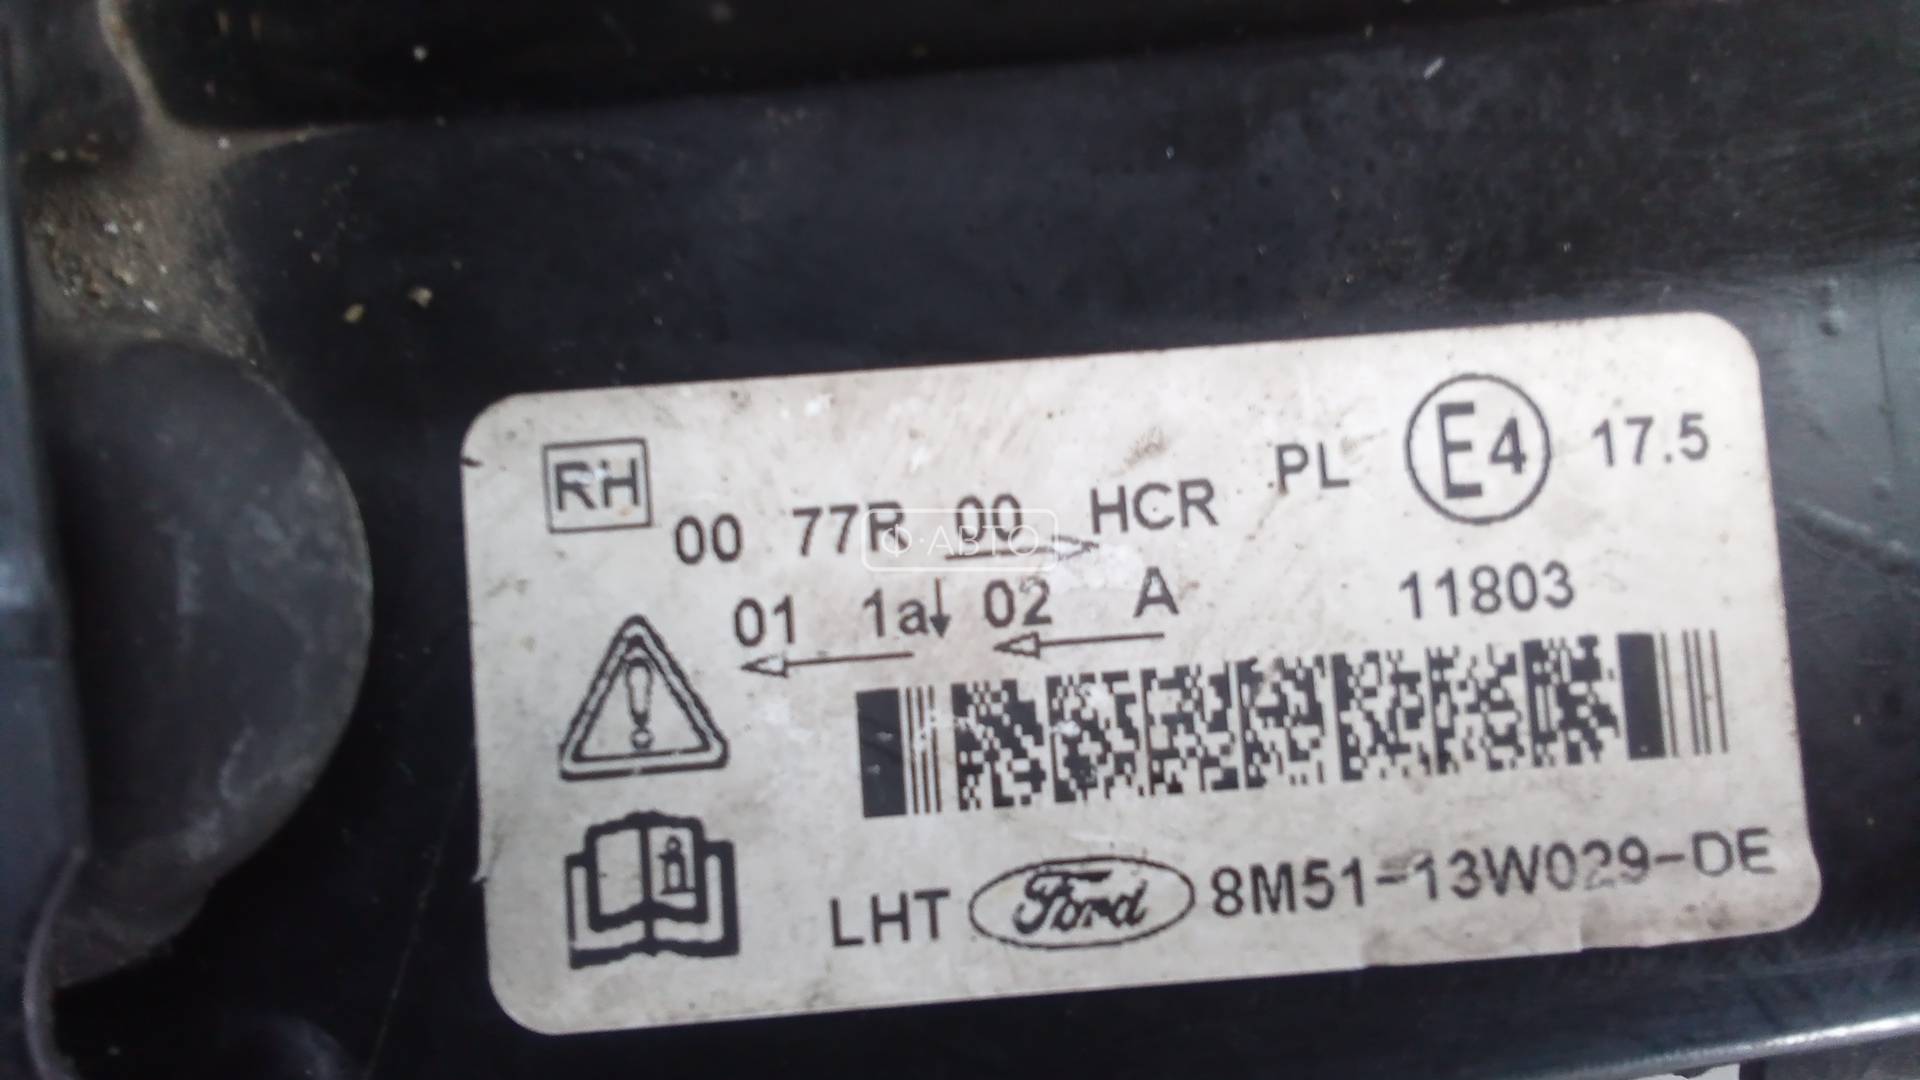 RH 00 77R 00 HCR PL E4 17.5
01 1a 02 A 11803
LHT Ford 8M51-13W029-DE
Ф·АВТО